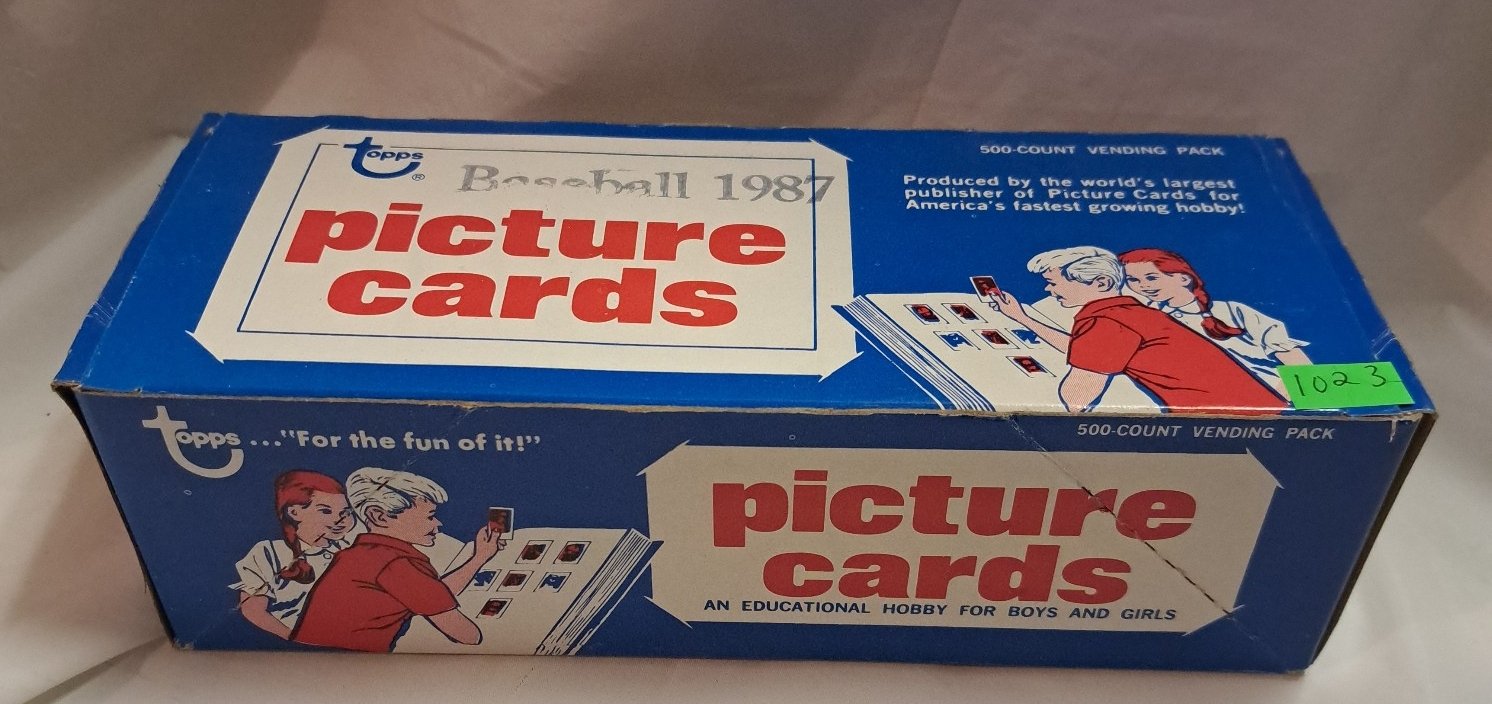 topps®
Baseball 1987
picture
cards
500-COUNT VENDING PACK
Produced by the world's largest
publisher of Picture Cards for
America's fastest growing hobby!
1023
topps ..."For the fun of it!"
500-COUNT VENDING PACK
picture
cards
AN EDUCATIONAL HOBBY FOR BOYS AND GIRLS